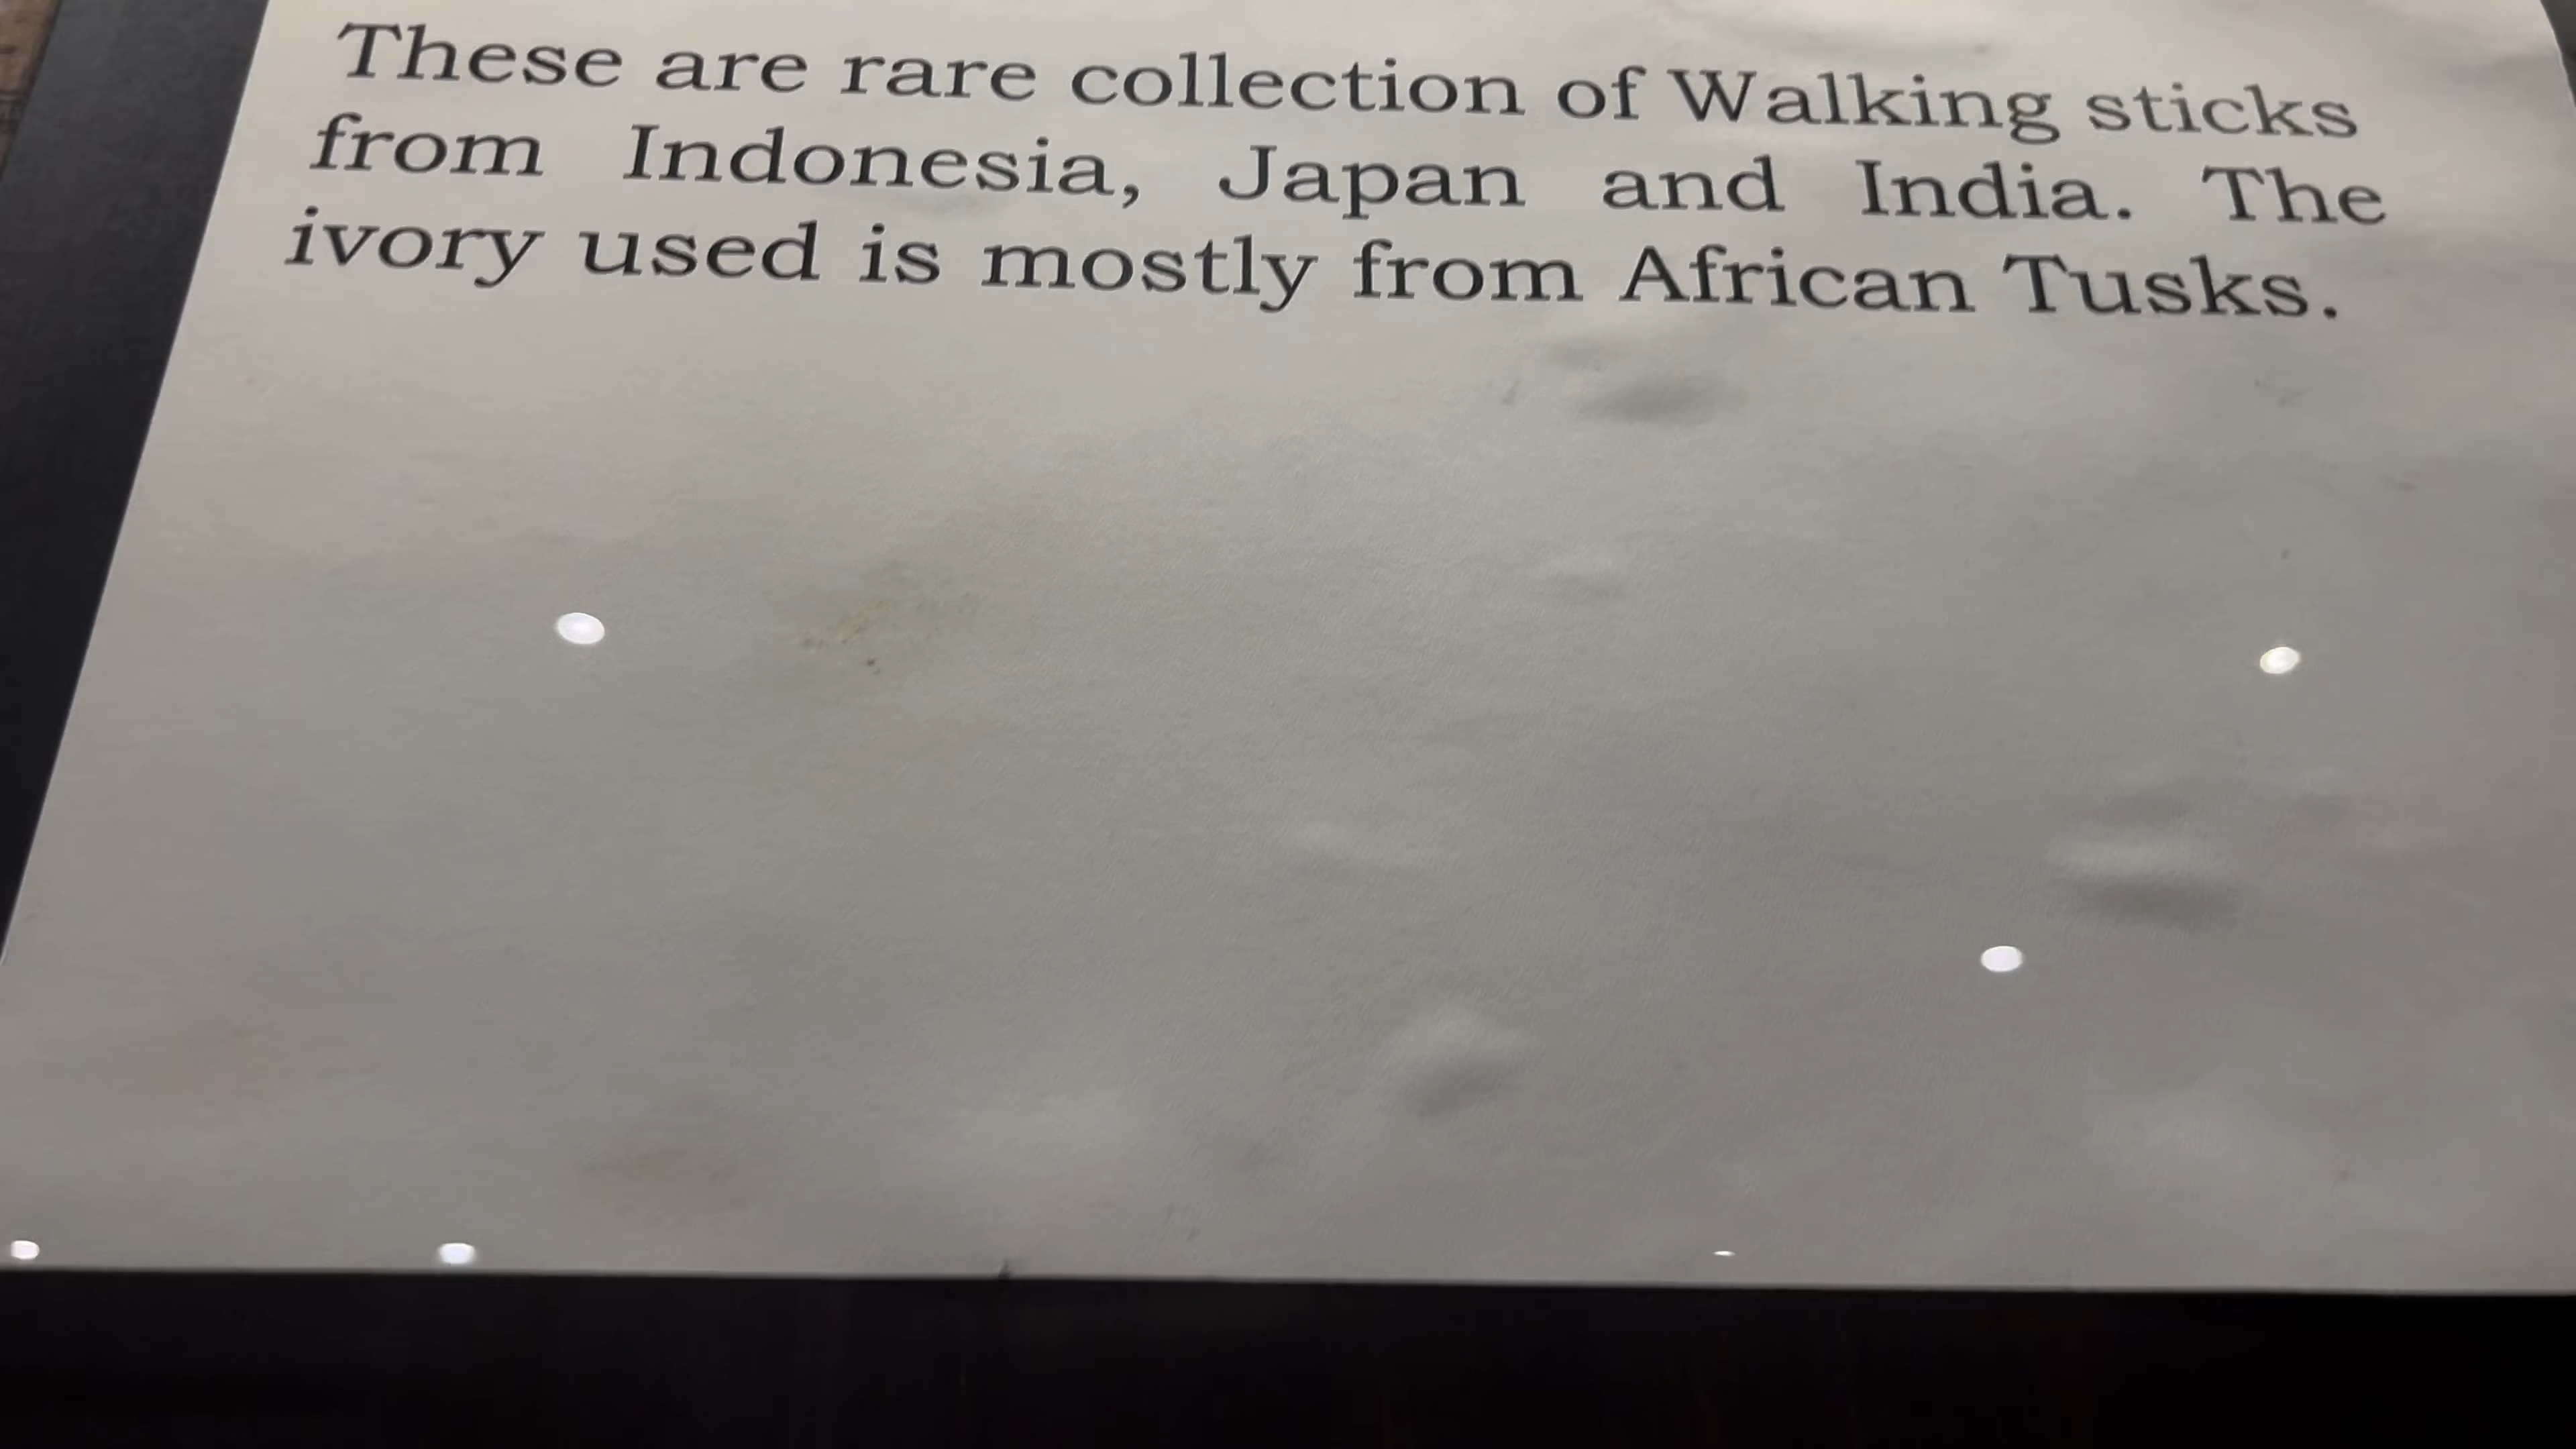 These are rare collection of Walking sticks
from Indonesia, Japan and India. The
ivory used is mostly from African Tusks.